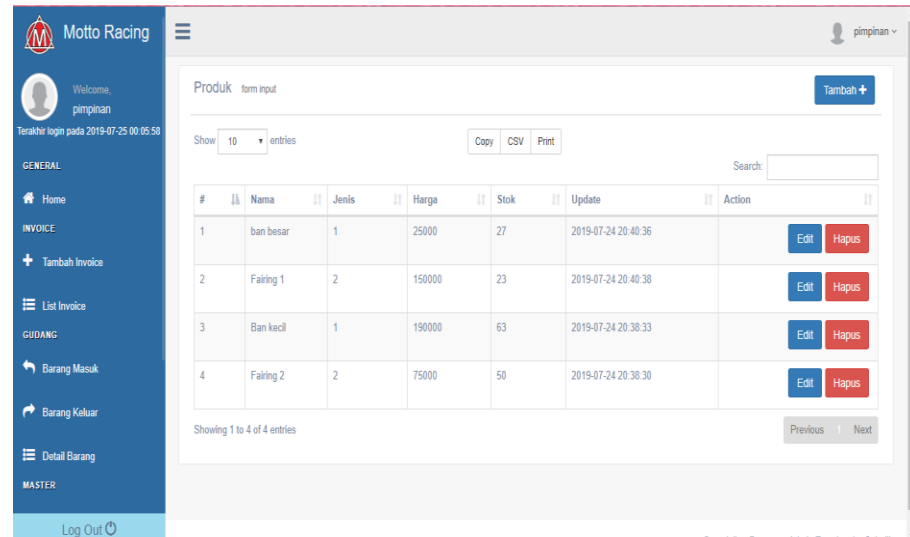 Motto Racing
pimpinan
Welcome,
pimpinan
Terakhir login pada 2019-07-25 00:05:58
GENERAL
Home
INVOICE
Tambah Invoice
List Invoice
GUDANG
Barang Masuk
Barang Keluar
Detail Barang
MASTER
Log Out
Produk form input
Tambah +
Show 10 entries
Copy CSV Print
Search:
# Nama Jenis Harga Stok Update Action
1 ban besar 1 25000 27 2019-07-24 20:40:36 Edit Hapus
2 Fairing 1 2 150000 23 2019-07-24 20:40:38 Edit Hapus
3 Ban kecil 1 190000 63 2019-07-24 20:38:33 Edit Hapus
4 Fairing 2 2 75000 50 2019-07-24 20:38:30 Edit Hapus
Showing 1 to 4 of 4 entries
Previous 1 Next